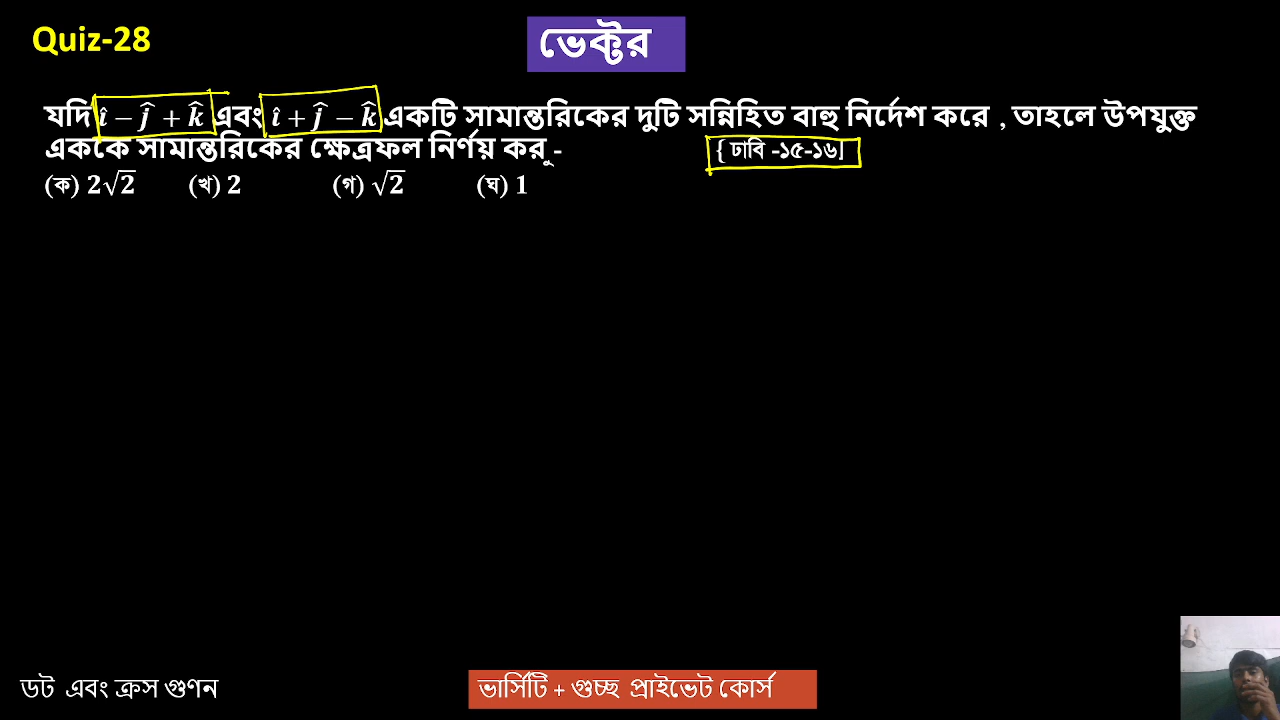 Quiz-28
ভেক্টর
যদি î − ĵ + k̂ এবং î + ĵ − k̂ একটি সামান্তরিকের দুটি সন্নিহিত বাহু নির্দেশ করে , তাহলে উপযুক্ত
এককে সামান্তরিকের ক্ষেত্রফল নির্ণয় কর্ -
{ ঢাবি -১৫-১৬]
(ক) 2√2 (খ) 2 (গ) √2 (ঘ) 1
ডট এবং ক্রস গুণন
ভার্সিটি + গুচ্ছ প্রাইভেট কোর্স